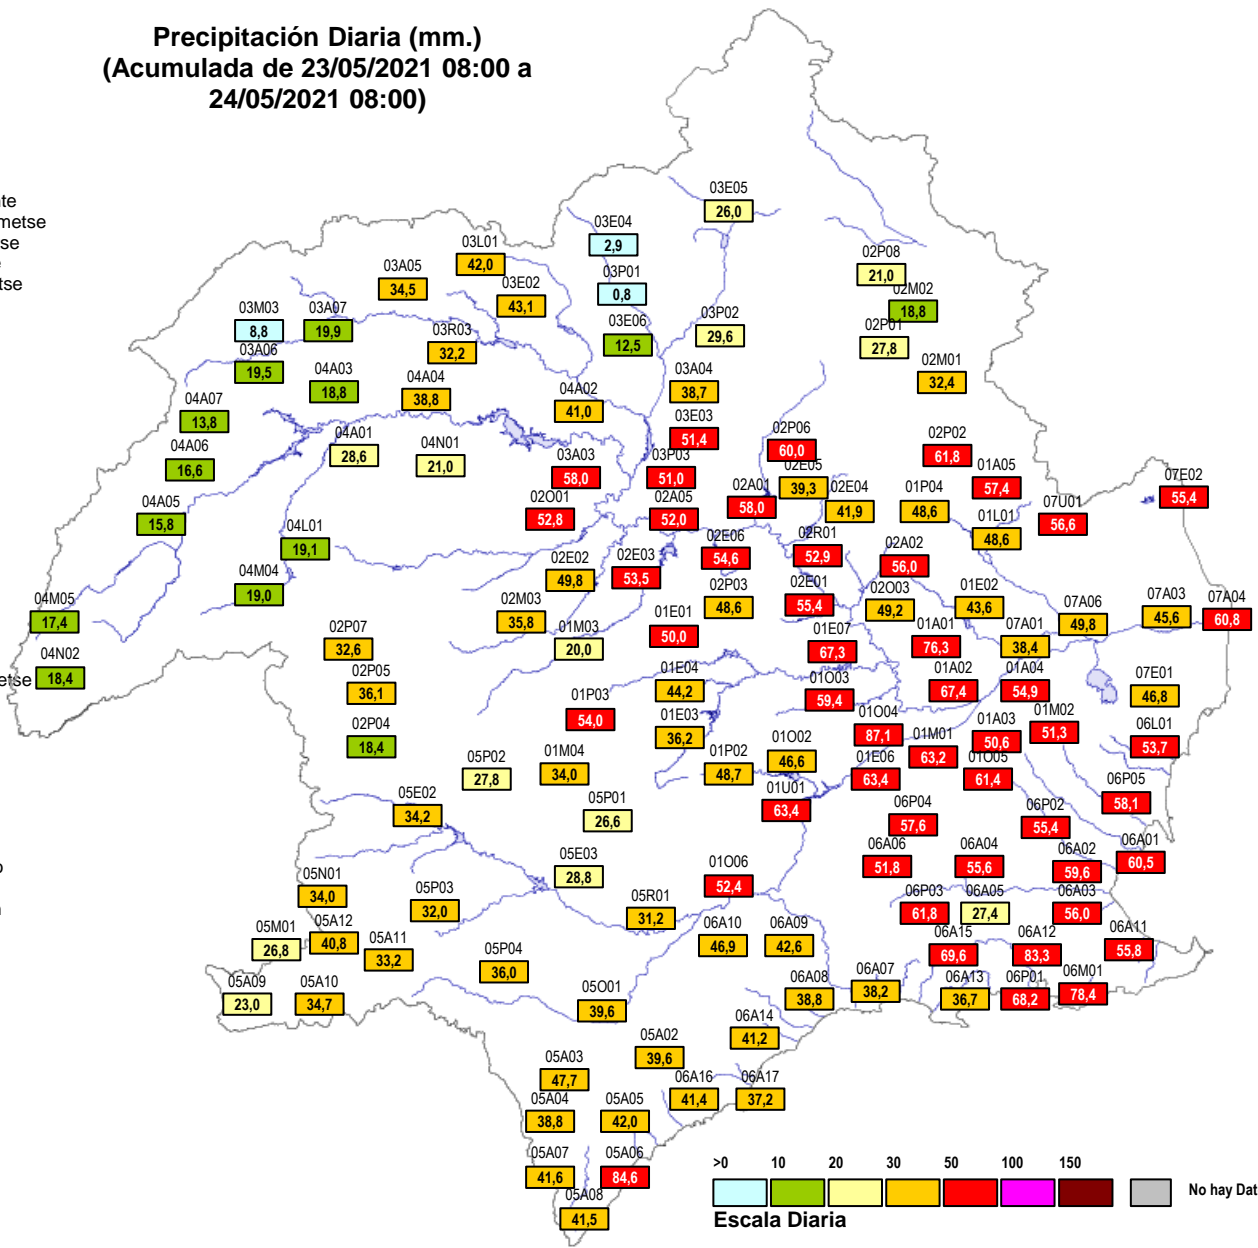 Precipitación Diaria (mm.)
(Acumulada de 23/05/2021 08:00 a
24/05/2021 08:00)
nte
metse
se
tse
03E05
26,0
03E04
2,9
03L01
42,0
02P08
21,0
03A05
34,5
03P01
0,8
03E02
43,1
02M02
18,8
03M03
8,8
03A07
19,9
03E06
12,5
03P02
29,6
02P01
27,8
03R03
32,2
03A06
19,5
02M01
32,4
04A03
18,8
04A04
38,8
03A04
38,7
04A02
41,0
04A07
13,8
03E03
51,4
04A01
28,6
04N01
21,0
02P06
60,0
02P02
61,8
04A06
16,6
03A03
58,0
03P03
51,0
02E05
39,3
01A05
57,4
07E02
55,4
04A05
15,8
02O01
52,8
02A05
52,0
02A01
58,0
02E04
41,9
01P04
48,6
07U01
56,6
04L01
19,1
01L01
48,6
02E06
54,6
02R01
52,9
02A02
56,0
02E02
49,8
02E03
53,5
04M04
19,0
04M05
17,4
02M03
35,8
02P03
48,6
02E01
55,4
02O03
49,2
01E02
43,6
07A06
49,8
07A03
45,6
07A04
60,8
01E01
50,0
02P07
32,6
01M03
20,0
01E07
67,3
01A01
76,3
07A01
38,4
04N02
etse
18,4
02P05
36,1
01E04
44,2
01O03
59,4
01A02
67,4
01A04
54,9
07E01
46,8
01P03
54,0
02P04
18,4
01E03
36,2
01O04
87,1
01A03
50,6
01M02
51,3
06L01
53,7
05P02
27,8
01M04
34,0
01P02
48,7
01O02
46,6
01M01
63,2
01E06
63,4
01O05
61,4
05E02
34,2
05P01
26,6
01U01
63,4
06P04
57,6
06P02
55,4
06P05
58,1
05E03
28,8
01O06
52,4
06A06
51,8
06A04
55,6
06A02
59,6
06A01
60,5
05N01
34,0
05P03
32,0
05R01
31,2
06P03
61,8
06A05
27,4
06A03
56,0
05M01
26,8
05A12
40,8
05A11
33,2
05P04
36,0
06A10
46,9
06A09
42,6
06A15
69,6
06A12
83,3
06A11
55,8
05A09
23,0
05A10
34,7
05O01
39,6
06A08
38,8
06A07
38,2
06A13
36,7
06P01
68,2
06M01
78,4
06A14
41,2
05A02
39,6
05A03
47,7
06A16
41,4
06A17
37,2
05A04
38,8
05A05
42,0
05A07
41,6
05A06
84,6
05A08
41,5
>0 10 20 30 50 100 150
No hay Dat
Escala Diaria